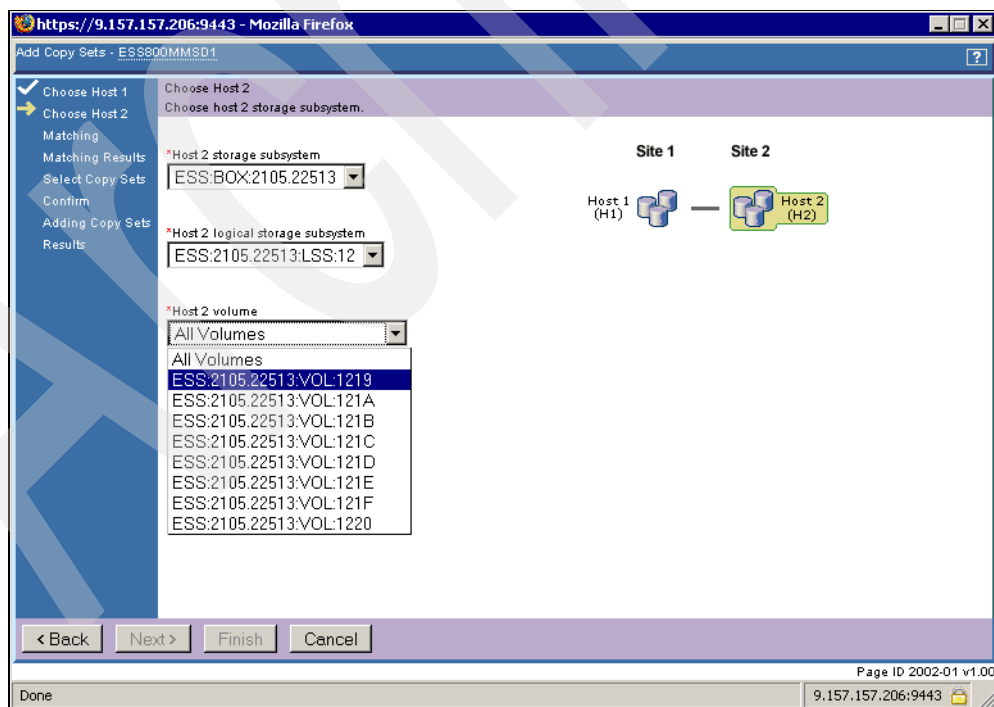 https://9.157.157.206:9443 - Mozilla Firefox
Add Copy Sets - ESS800MMSD1
?
Choose Host 1
Choose Host 2
Matching
Matching Results
Select Copy Sets
Confirm
Adding Copy Sets
Results
Choose Host 2
Choose host 2 storage subsystem.
*Host 2 storage subsystem
ESS:BOX:2105.22513
*Host 2 logical storage subsystem
ESS:2105.22513:LSS:12
*Host 2 volume
All Volumes
All Volumes
ESS:2105.22513:VOL:1219
ESS:2105.22513:VOL:121A
ESS:2105.22513:VOL:121B
ESS:2105.22513:VOL:121C
ESS:2105.22513:VOL:121D
ESS:2105.22513:VOL:121E
ESS:2105.22513:VOL:121F
ESS:2105.22513:VOL:1220
Site 1 Site 2
Host 1
(H1)
Host 2
(H2)
< Back Next > Finish Cancel
Page ID 2002-01 v1.00
Done 9.157.157.206:9443